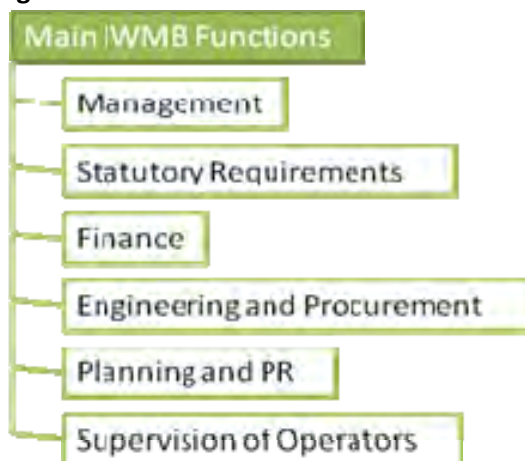 Main IWMB Functions
Management
Statutory Requirements
Finance
Engineering and Procurement
Planning and PR
Supervision of Operators